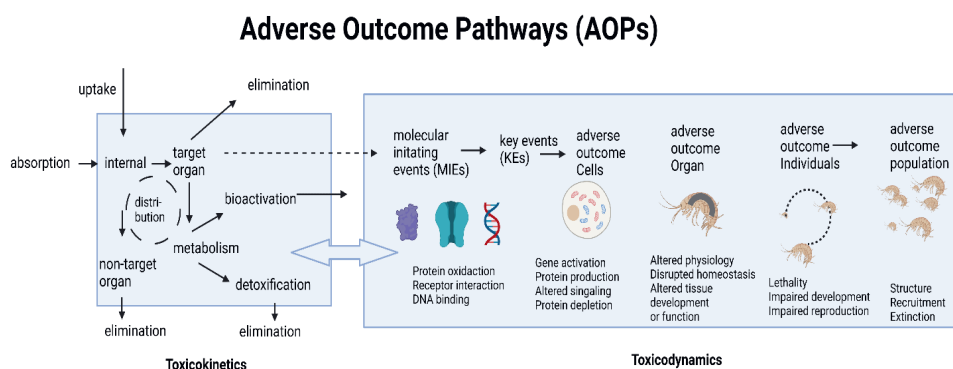 Adverse Outcome Pathways (AOPs)
uptake
elimination
absorption
internal
target
organ
distri-
bution
bioactivation
metabolism
non-target
organ
detoxification
elimination
elimination
Toxicokinetics
molecular
initating
events (MIEs)
key events
(KEs)
adverse
outcome
Cells
adverse
outcome
Organ
adverse
outcome
Individuals
adverse
outcome
population
Protein oxidaction
Receptor interaction
DNA binding
Gene activation
Protein production
Altered singaling
Protein depletion
Altered physiology
Disrupted homeostasis
Altered tissue
development
or function
Lethality
Impaired development
Impaired reproduction
Structure
Recruitment
Extinction
Toxicodynamics